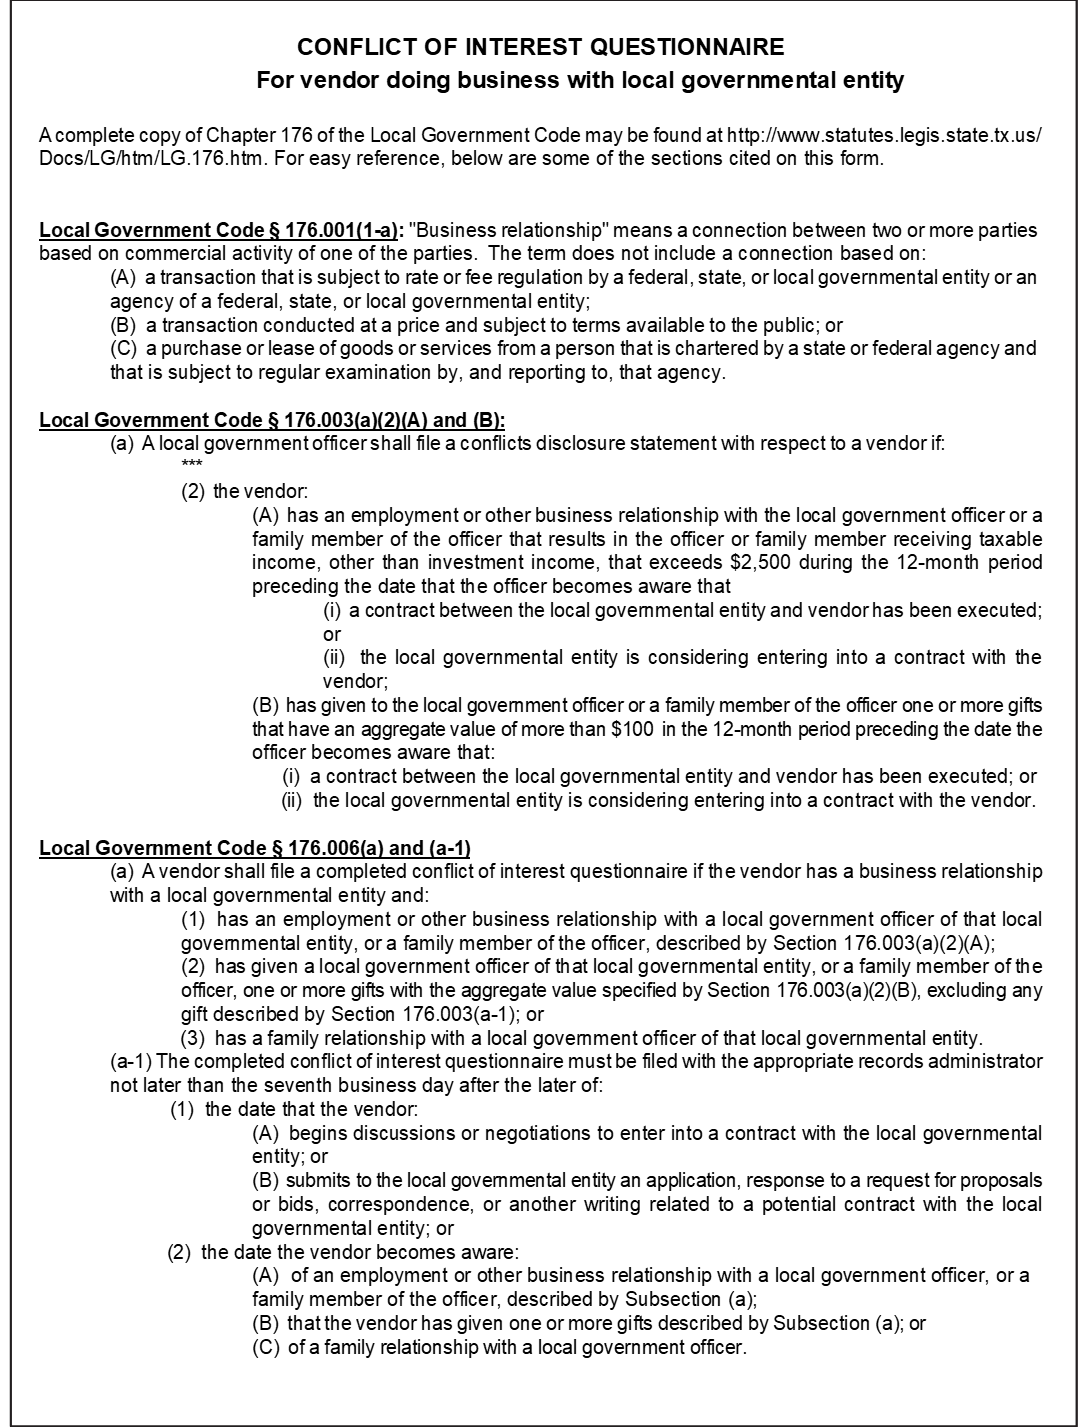 CONFLICT OF INTEREST QUESTIONNAIRE
For vendor doing business with local governmental entity
A complete copy of Chapter 176 of the Local Government Code may be found at http://www.statutes.legis.state.tx.us/
Docs/LG/htm/LG.176.htm. For easy reference, below are some of the sections cited on this form.
Local Government Code § 176.001(1-a): "Business relationship" means a connection between two or more parties
based on commercial activity of one of the parties. The term does not include a connection based on:
(A) a transaction that is subject to rate or fee regulation by a federal, state, or local governmental entity or an
agency of a federal, state, or local governmental entity;
(B) a transaction conducted at a price and subject to terms available to the public; or
(C) a purchase or lease of goods or services from a person that is chartered by a state or federal agency and
that is subject to regular examination by, and reporting to, that agency.
Local Government Code § 176.003(a)(2)(A) and (B):
(a) A local government officer shall file a conflicts disclosure statement with respect to a vendor if:
***
(2) the vendor:
(A) has an employment or other business relationship with the local government officer or a
family member of the officer that results in the officer or family member receiving taxable
income, other than investment income, that exceeds $2,500 during the 12-month period
preceding the date that the officer becomes aware that
(i) a contract between the local governmental entity and vendor has been executed;
or
(ii) the local governmental entity is considering entering into a contract with the
vendor;
(B) has given to the local government officer or a family member of the officer one or more gifts
that have an aggregate value of more than $100 in the 12-month period preceding the date the
officer becomes aware that:
(i) a contract between the local governmental entity and vendor has been executed; or
(ii) the local governmental entity is considering entering into a contract with the vendor.
Local Government Code § 176.006(a) and (a-1)
(a) A vendor shall file a completed conflict of interest questionnaire if the vendor has a business relationship
with a local governmental entity and:
(1) has an employment or other business relationship with a local government officer of that local
governmental entity, or a family member of the officer, described by Section 176.003(a)(2)(A);
(2) has given a local government officer of that local governmental entity, or a family member of the
officer, one or more gifts with the aggregate value specified by Section 176.003(a)(2)(B), excluding any
gift described by Section 176.003(a-1); or
(3) has a family relationship with a local government officer of that local governmental entity.
(a-1) The completed conflict of interest questionnaire must be filed with the appropriate records administrator
not later than the seventh business day after the later of:
(1) the date that the vendor:
(A) begins discussions or negotiations to enter into a contract with the local governmental
entity; or
(B) submits to the local governmental entity an application, response to a request for proposals
or bids, correspondence, or another writing related to a potential contract with the local
governmental entity; or
(2) the date the vendor becomes aware:
(A) of an employment or other business relationship with a local government officer, or a
family member of the officer, described by Subsection (a);
(B) that the vendor has given one or more gifts described by Subsection (a); or
(C) of a family relationship with a local government officer.